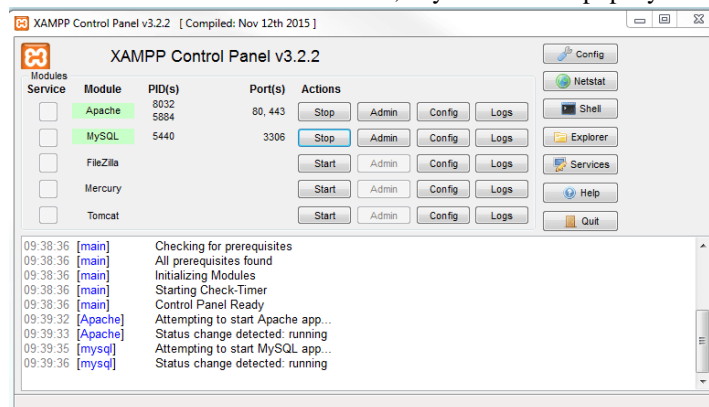 XAMPP Control Panel v3.2.2 [ Compiled: Nov 12th 2015 ]
XAMPP Control Panel v3.2.2
Config
Modules
Service Module PID(s) Port(s) Actions
Netstat
Apache 8032 5884 80, 443 Stop Admin Config Logs
Shell
MySQL 5440 3306 Stop Admin Config Logs
Explorer
FileZilla Start Admin Config Logs
Services
Mercury Start Admin Config Logs
Help
Tomcat Start Admin Config Logs
Quit
09:38:36 [main] Checking for prerequisites
09:38:36 [main] All prerequisites found
09:38:36 [main] Initializing Modules
09:38:36 [main] Starting Check-Timer
09:38:36 [main] Control Panel Ready
09:39:32 [Apache] Attempting to start Apache app...
09:39:33 [Apache] Status change detected: running
09:39:35 [mysql] Attempting to start MySQL app...
09:39:36 [mysql] Status change detected: running